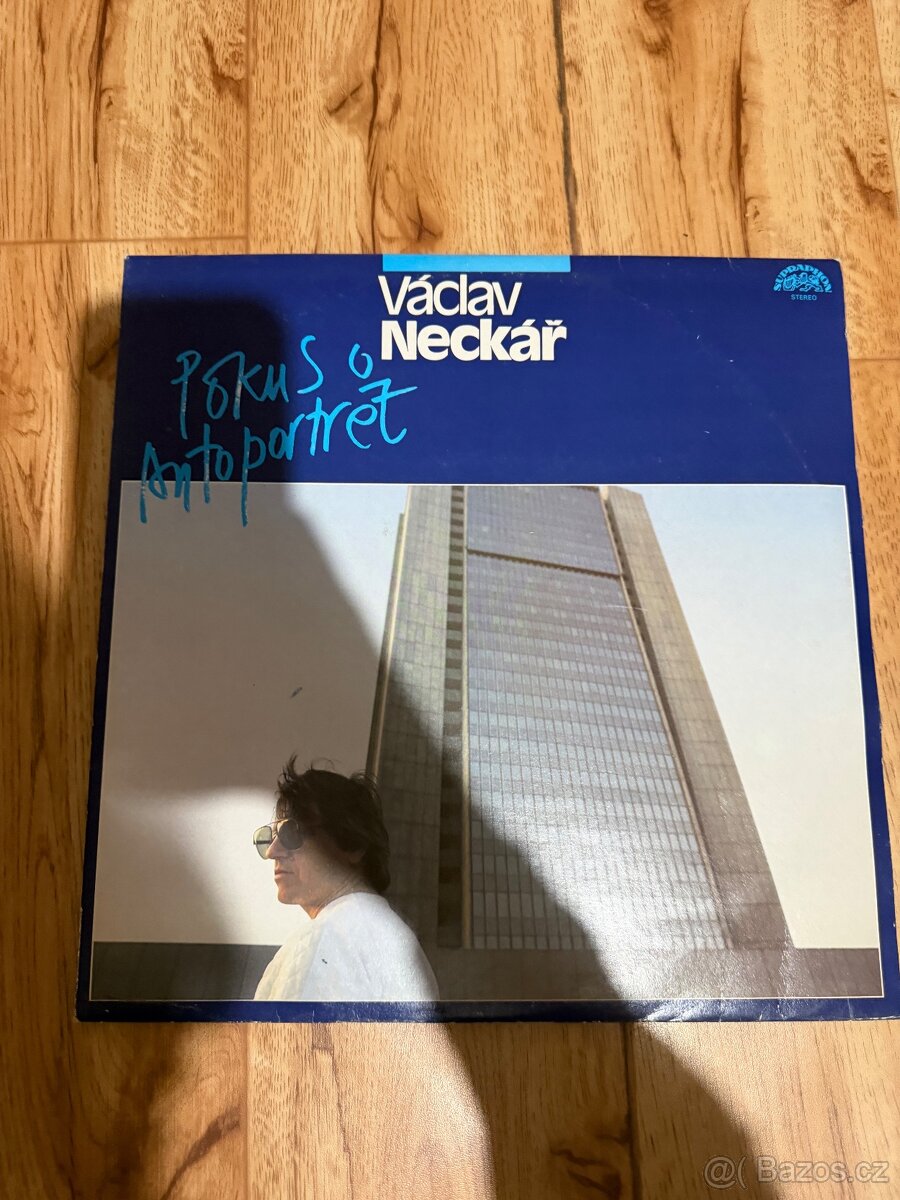 Václav
Neckář
SUPRAPHON
STEREO
Pokus o
Autoportrét
@( Bazos.cz